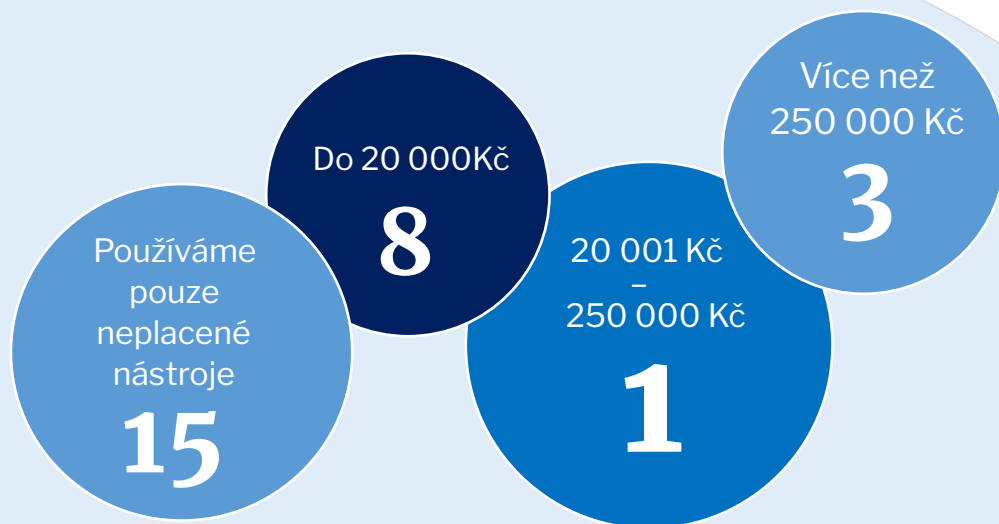 Používáme
pouze
neplacené
nástroje
15
Do 20 000Kč
8
20 001 Kč
–
250 000 Kč
1
Více než
250 000 Kč
3